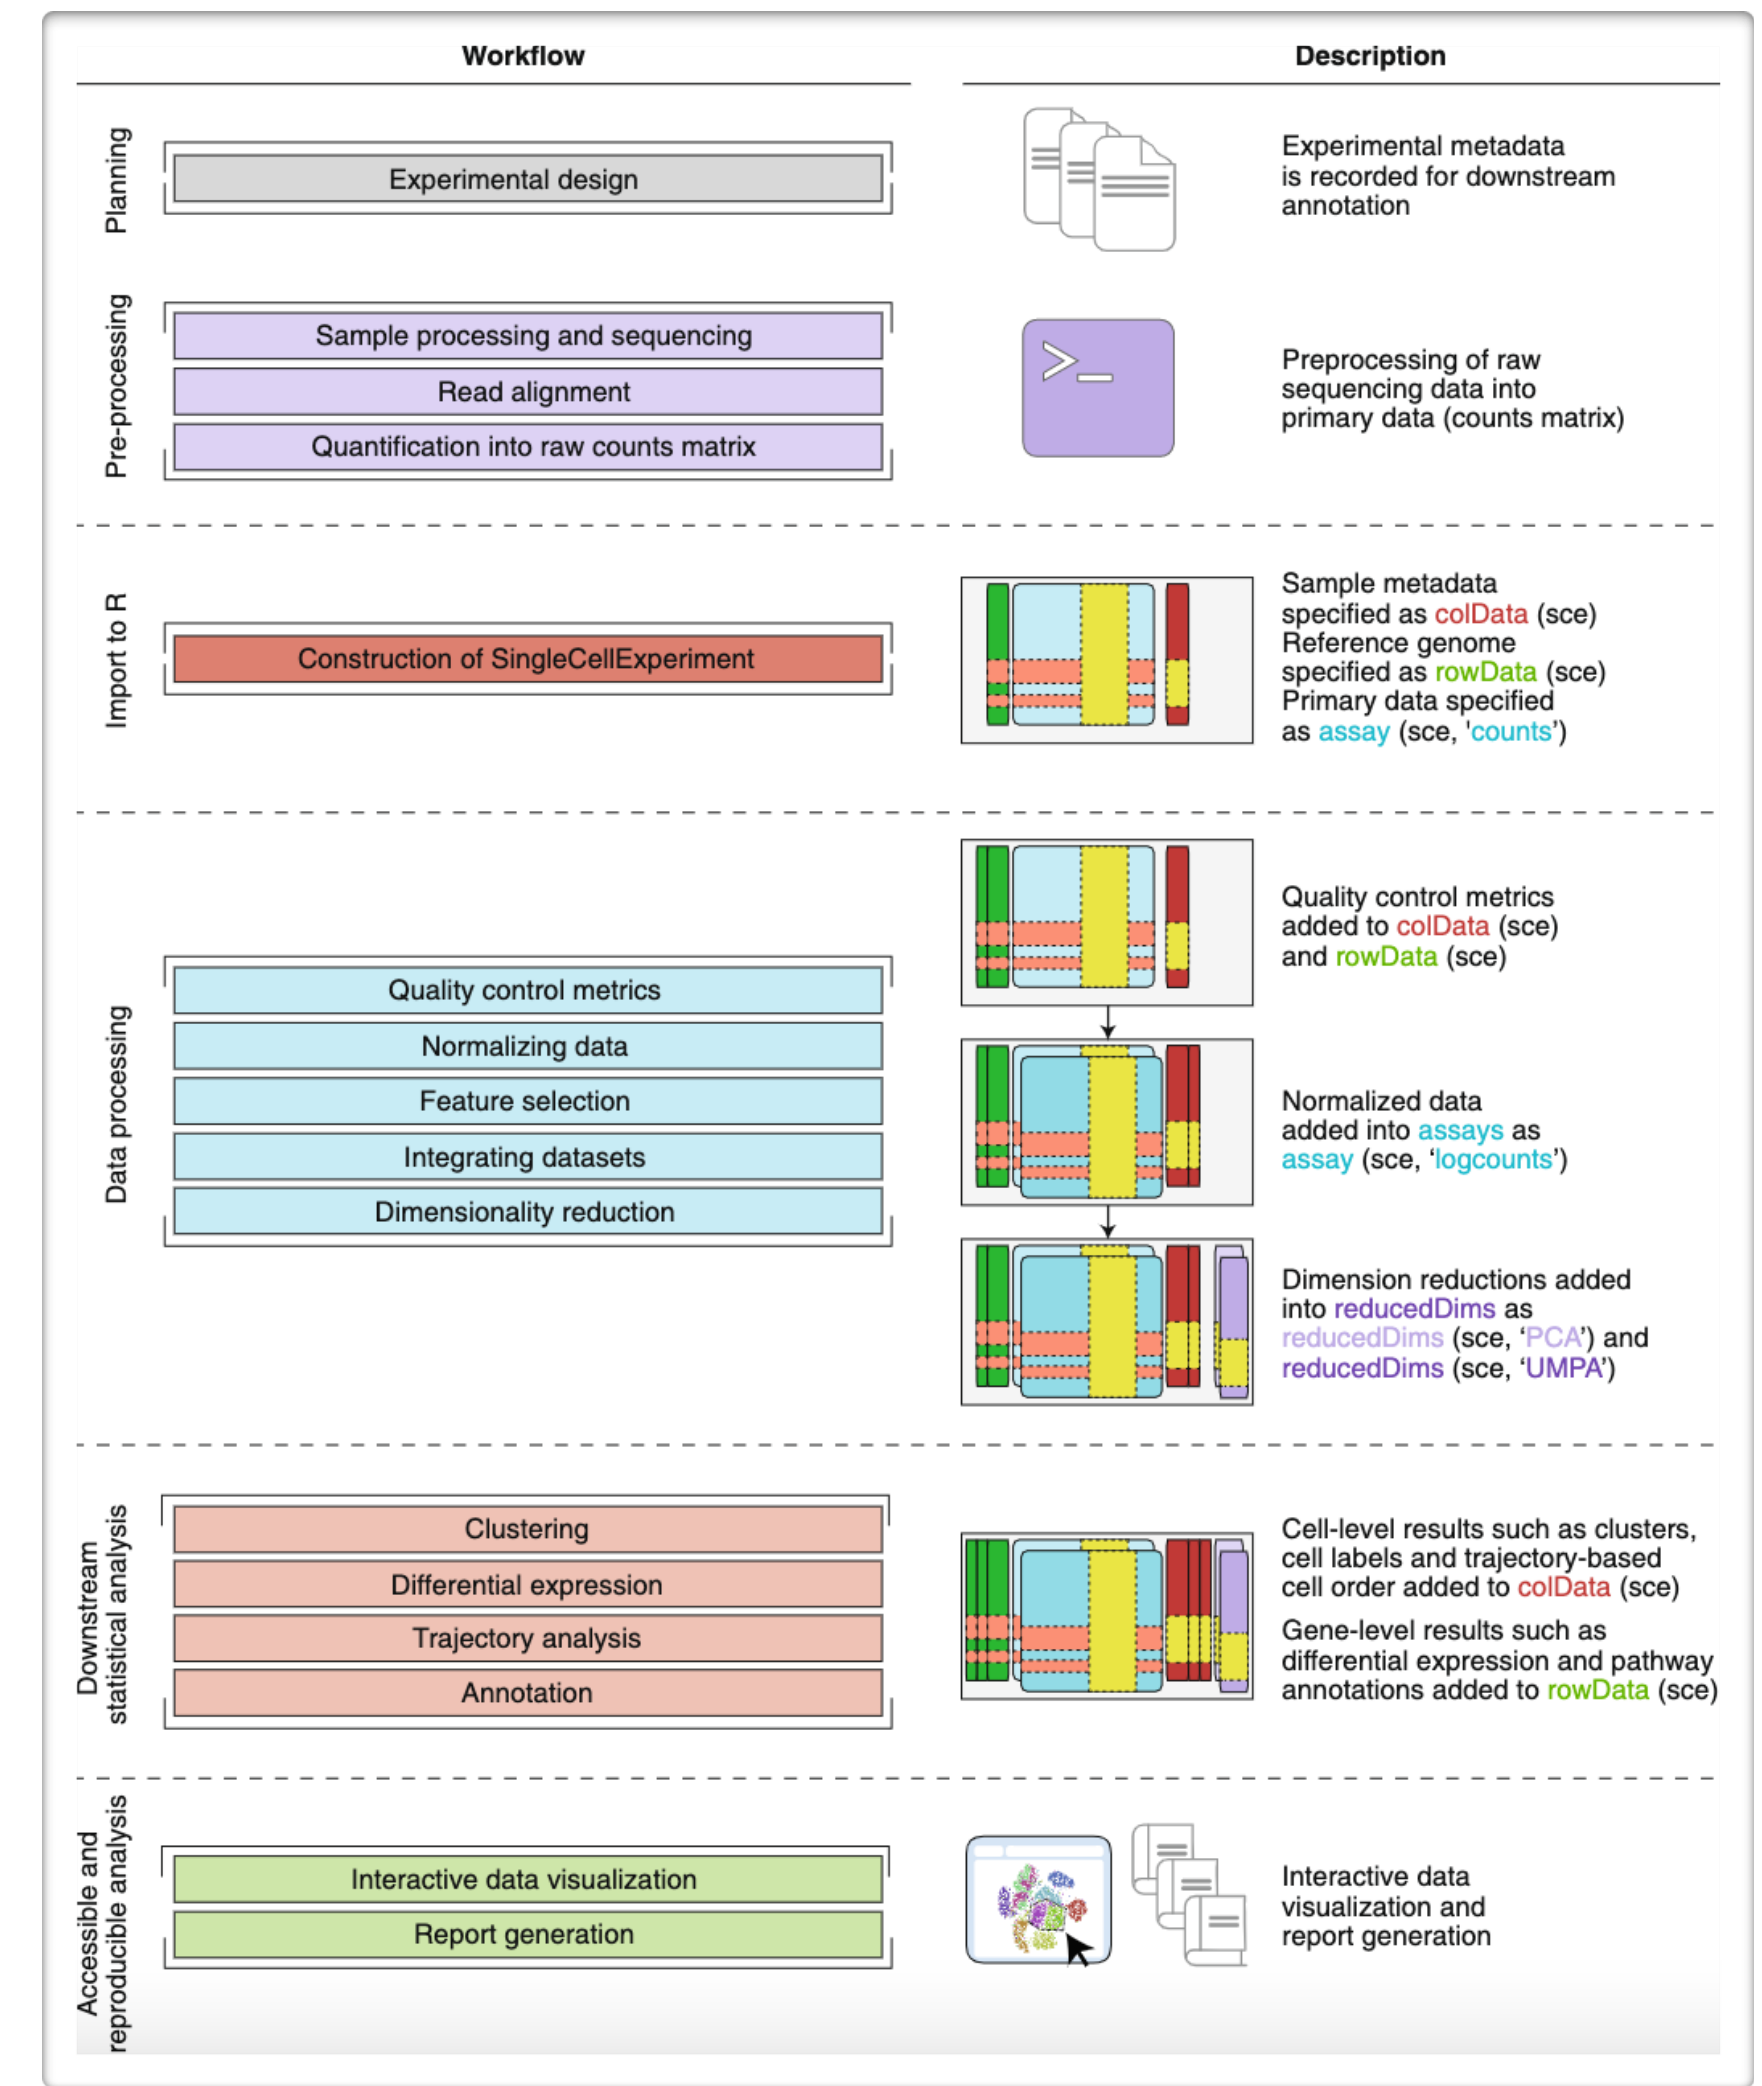 Workflow
Description
Planning
Experimental design
Experimental metadata
is recorded for downstream
annotation
Pre-processing
Sample processing and sequencing
Read alignment
Quantification into raw counts matrix
>_
Preprocessing of raw
sequencing data into
primary data (counts matrix)
Import to R
Construction of SingleCellExperiment
Sample metadata
specified as colData (sce)
Reference genome
specified as rowData (sce)
Primary data specified
as assay (sce, 'counts’)
Data processing
Quality control metrics
Normalizing data
Feature selection
Integrating datasets
Dimensionality reduction
Quality control metrics
added to colData (sce)
and rowData (sce)
Normalized data
added into assays as
assay (sce, ‘logcounts’)
Dimension reductions added
into reducedDims as
reducedDims (sce, ‘PCA’) and
reducedDims (sce, ‘UMPA’)
Downstream
statistical analysis
Clustering
Differential expression
Trajectory analysis
Annotation
Cell-level results such as clusters,
cell labels and trajectory-based
cell order added to colData (sce)
Gene-level results such as
differential expression and pathway
annotations added to rowData (sce)
Accessible and
reproducible analysis
Interactive data visualization
Report generation
Interactive data
visualization and
report generation